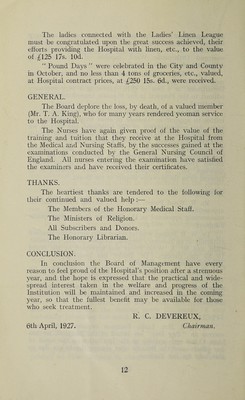 The ladies connected with the Ladies' Linen League
must be congratulated upon the great success achieved, their
efforts providing the Hospital with linen, etc., to the value
of £125 17s. 10d.
" Pound Days " were celebrated in the City and County
in October, and no less than 4 tons of groceries, etc., valued,
at Hospital contract prices, at £250 15s. 6d., were received.
GENERAL.
The Board deplore the loss, by death, of a valued member
(Mr. T. A. King), who for many years rendered yeoman service
to the Hospital.
The Nurses have again given proof of the value of the
training and tuition that they receive at the Hospital from
the Medical and Nursing Staffs, by the successes gained at the
examinations conducted by the General Nursing Council of
England. All nurses entering the examination have satisfied
the examiners and have received their certificates.
THANKS.
The heartiest thanks are tendered to the following for
their continued and valued help :—
The Members of the Honorary Medical Staff.
The Ministers of Religion.
All Subscribers and Donors.
The Honorary Librarian.
CONCLUSION.
In conclusion the Board of Management have every
reason to feel proud of the Hospital's position after a strenuous
year, and the hope is expressed that the practical and wide-
spread interest taken in the welfare and progress of the
Institution will be maintained and increased in the coming
year, so that the fullest benefit may be available for those
who seek treatment.
R. C. DEVEREUX,
6th April, 1927. Chairman.
12